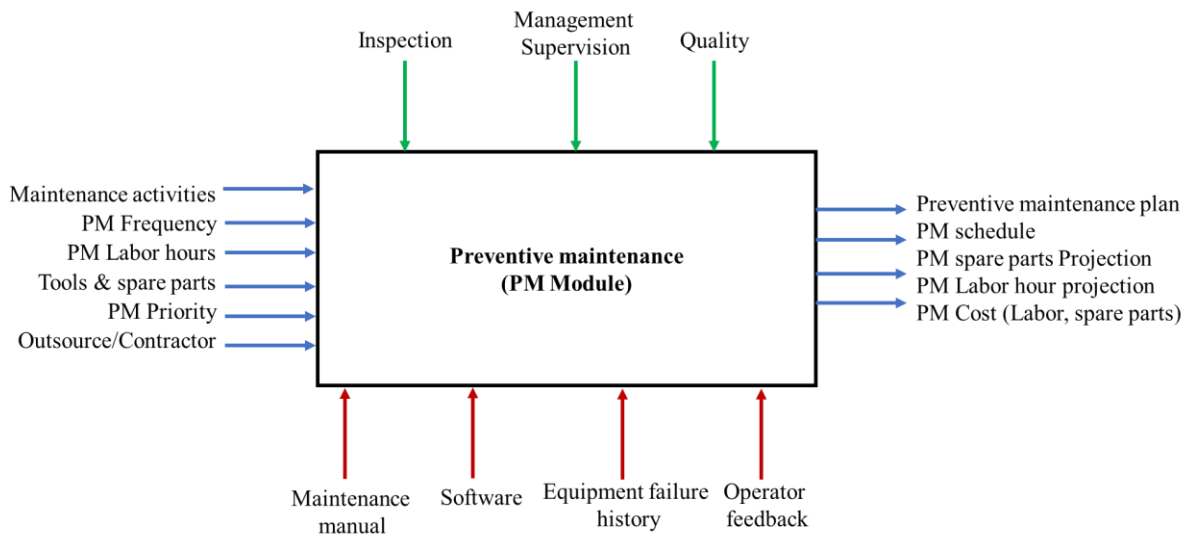 Inspection
Management
Supervision
Quality
Maintenance activities
PM Frequency
PM Labor hours
Tools & spare parts
PM Priority
Outsource/Contractor
Preventive maintenance
(PM Module)
Preventive maintenance plan
PM schedule
PM spare parts Projection
PM Labor hour projection
PM Cost (Labor, spare parts)
Maintenance
manual
Software
Equipment failure
history
Operator
feedback